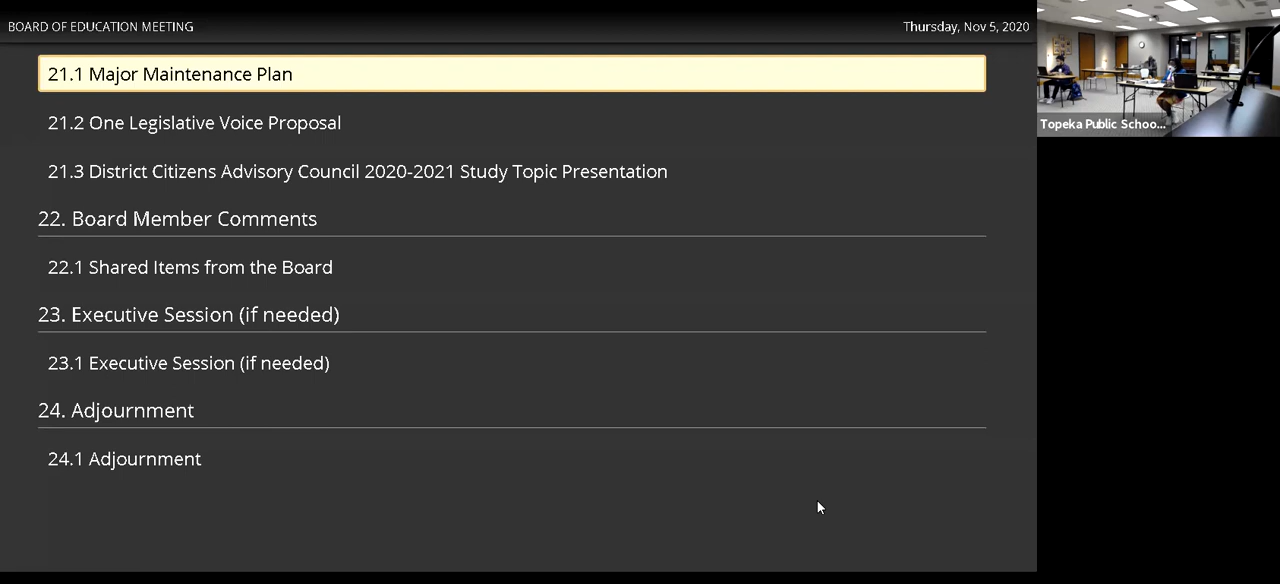 BOARD OF EDUCATION MEETING
Thursday, Nov 5, 2020
21.1 Major Maintenance Plan
21.2 One Legislative Voice Proposal
21.3 District Citizens Advisory Council 2020-2021 Study Topic Presentation
22. Board Member Comments
22.1 Shared Items from the Board
23. Executive Session (if needed)
23.1 Executive Session (if needed)
24. Adjournment
24.1 Adjournment
Topeka Public Schoo...